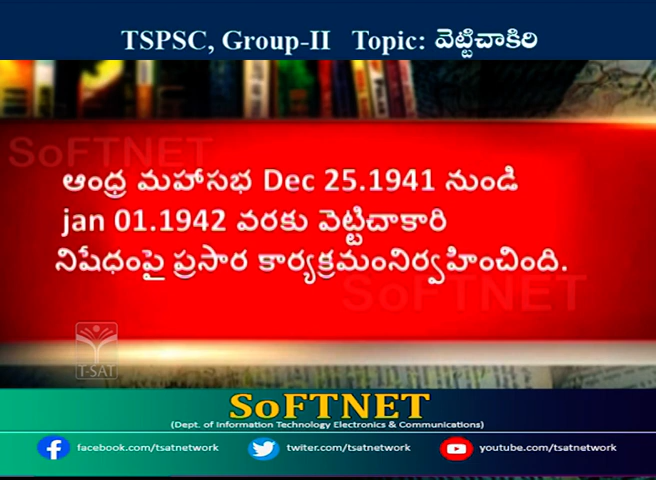 TSPSC, Group-II Topic: వెట్టిచాకిరి
SoFTNET
ఆంధ్ర మహాసభ Dec 25.1941 నుండి
jan 01.1942 వరకు వెట్టిచాకారి
నిషేధంపై ప్రసార కార్యక్రమంనిర్వహించింది.
SoFTNET
T-SAT
SoFTNET
(Dept. of Information Technology Electronics & Communications)
facebook.com/tsatnetwork twiter.com/tsatnetwork youtube.com/tsatnetwork